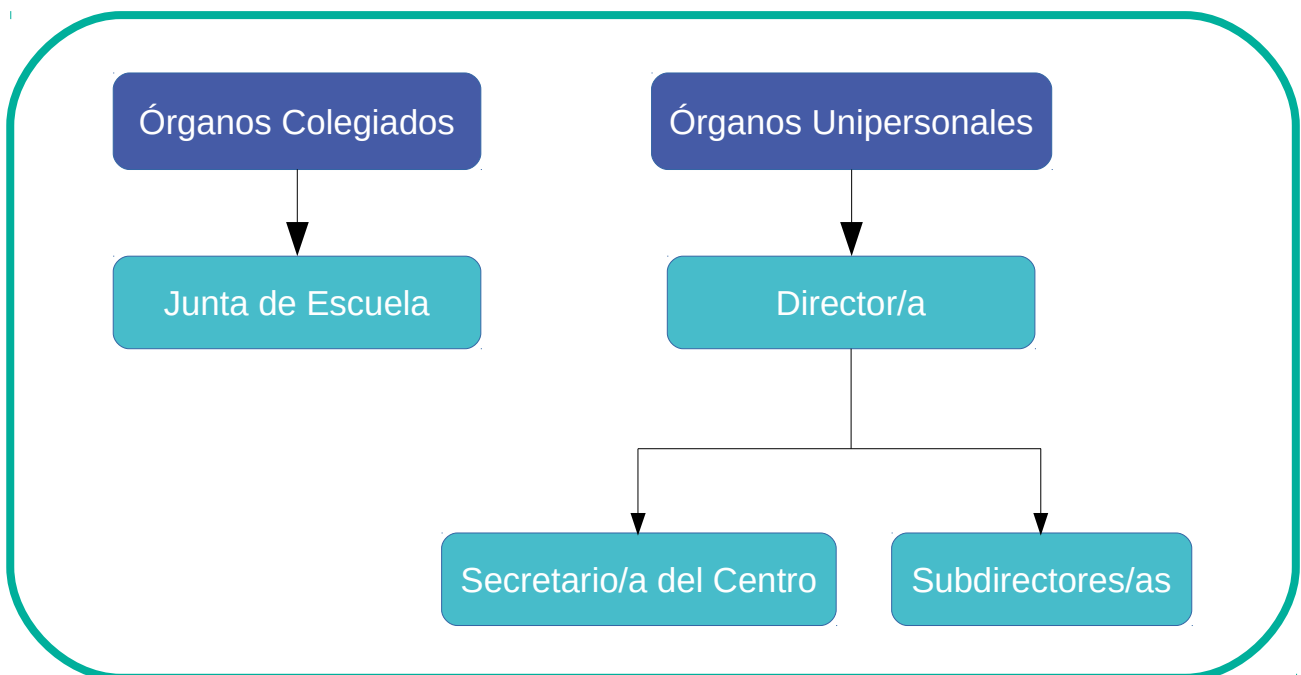 Órganos Colegiados
Órganos Unipersonales
Junta de Escuela
Director/a
Secretario/a del Centro
Subdirectores/as